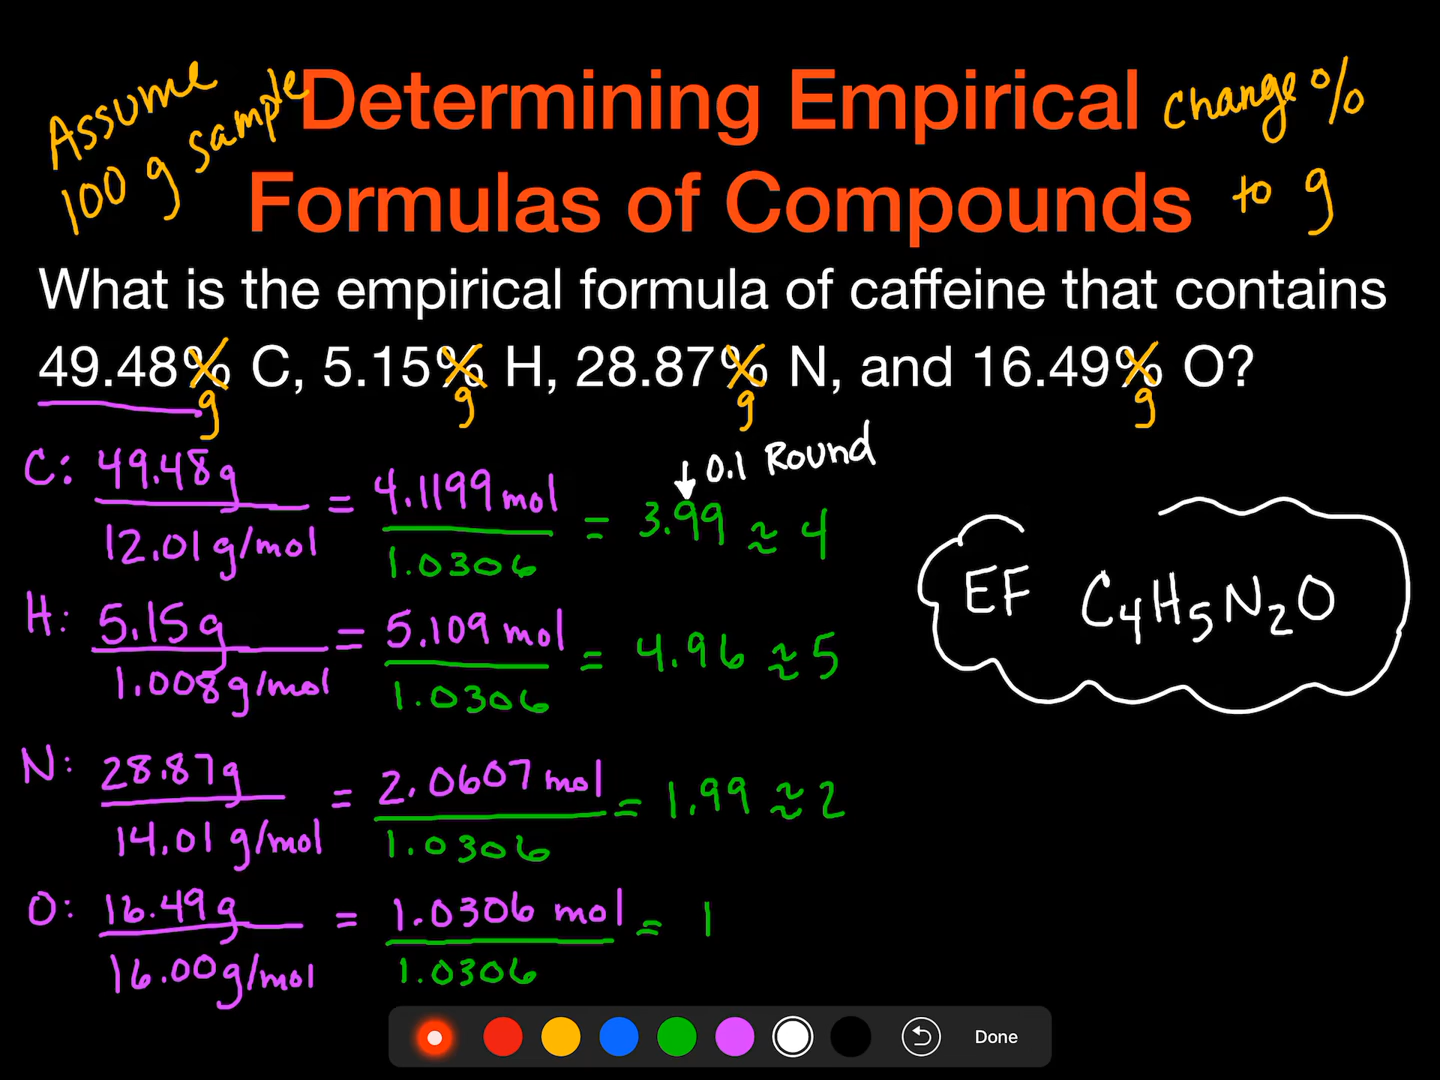 Assume
100 g sample
Determining Empirical
Formulas of Compounds
change %
to g
What is the empirical formula of caffeine that contains
49.48% C, 5.15% H, 28.87% N, and 16.49% O?
g g g g
↓ 0.1 Round
C: 49.48g / 12.01 g/mol = 4.1199 mol / 1.0306 = 3.99 ≈ 4
H: 5.15g / 1.008g/mol = 5.109 mol / 1.0306 = 4.96 ≈ 5
EF C₄H₅N₂O
N: 28.87g / 14.01 g/mol = 2.0607 mol / 1.0306 = 1.99 ≈ 2
O: 16.49g / 16.00g/mol = 1.0306 mol / 1.0306 = 1
Done